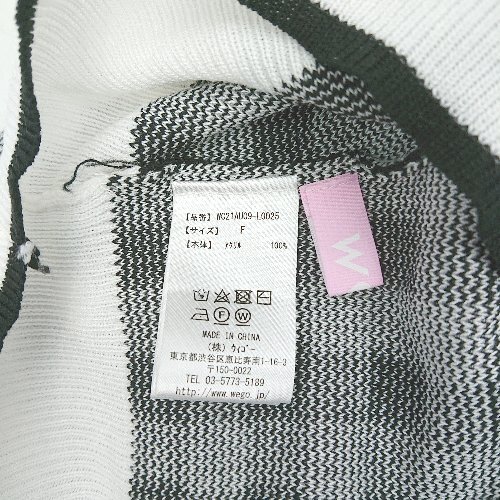 【品番】 WC21AU09-L0025
【サイズ】 F
【本体】 アクリル 100%
MADE IN CHINA
(株) ウィゴー
東京都渋谷区恵比寿南1-16-3
〒150-0022
TEL 03-5773-5189
http://www.wego.jp
W